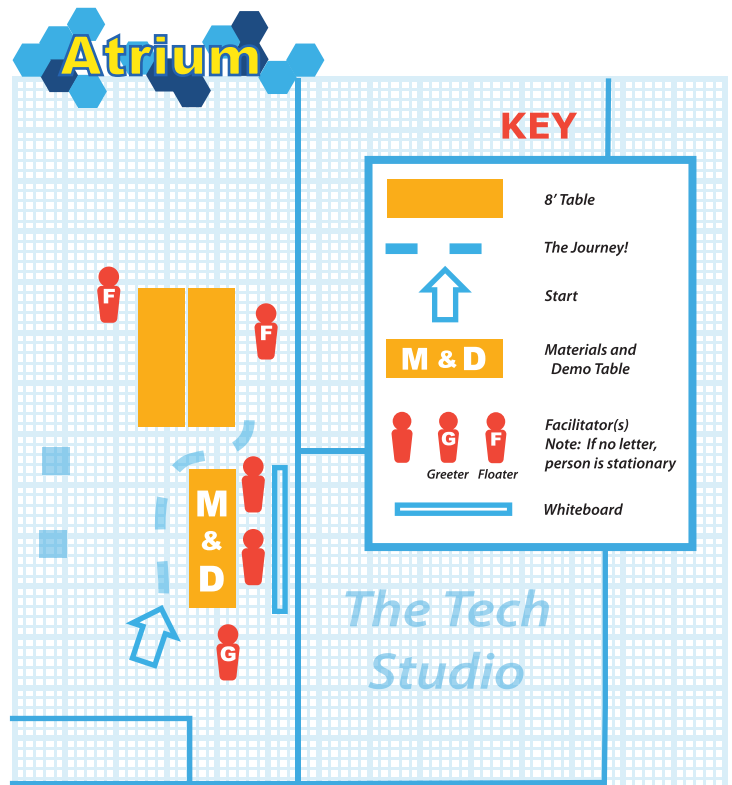 Atrium
KEY
8’ Table
The Journey!
Start
M & D
Materials and
Demo Table
G
F
Facilitator(s)
Note: If no letter,
person is stationary
Greeter
Floater
Whiteboard
F
F
M
&
D
G
The Tech
Studio